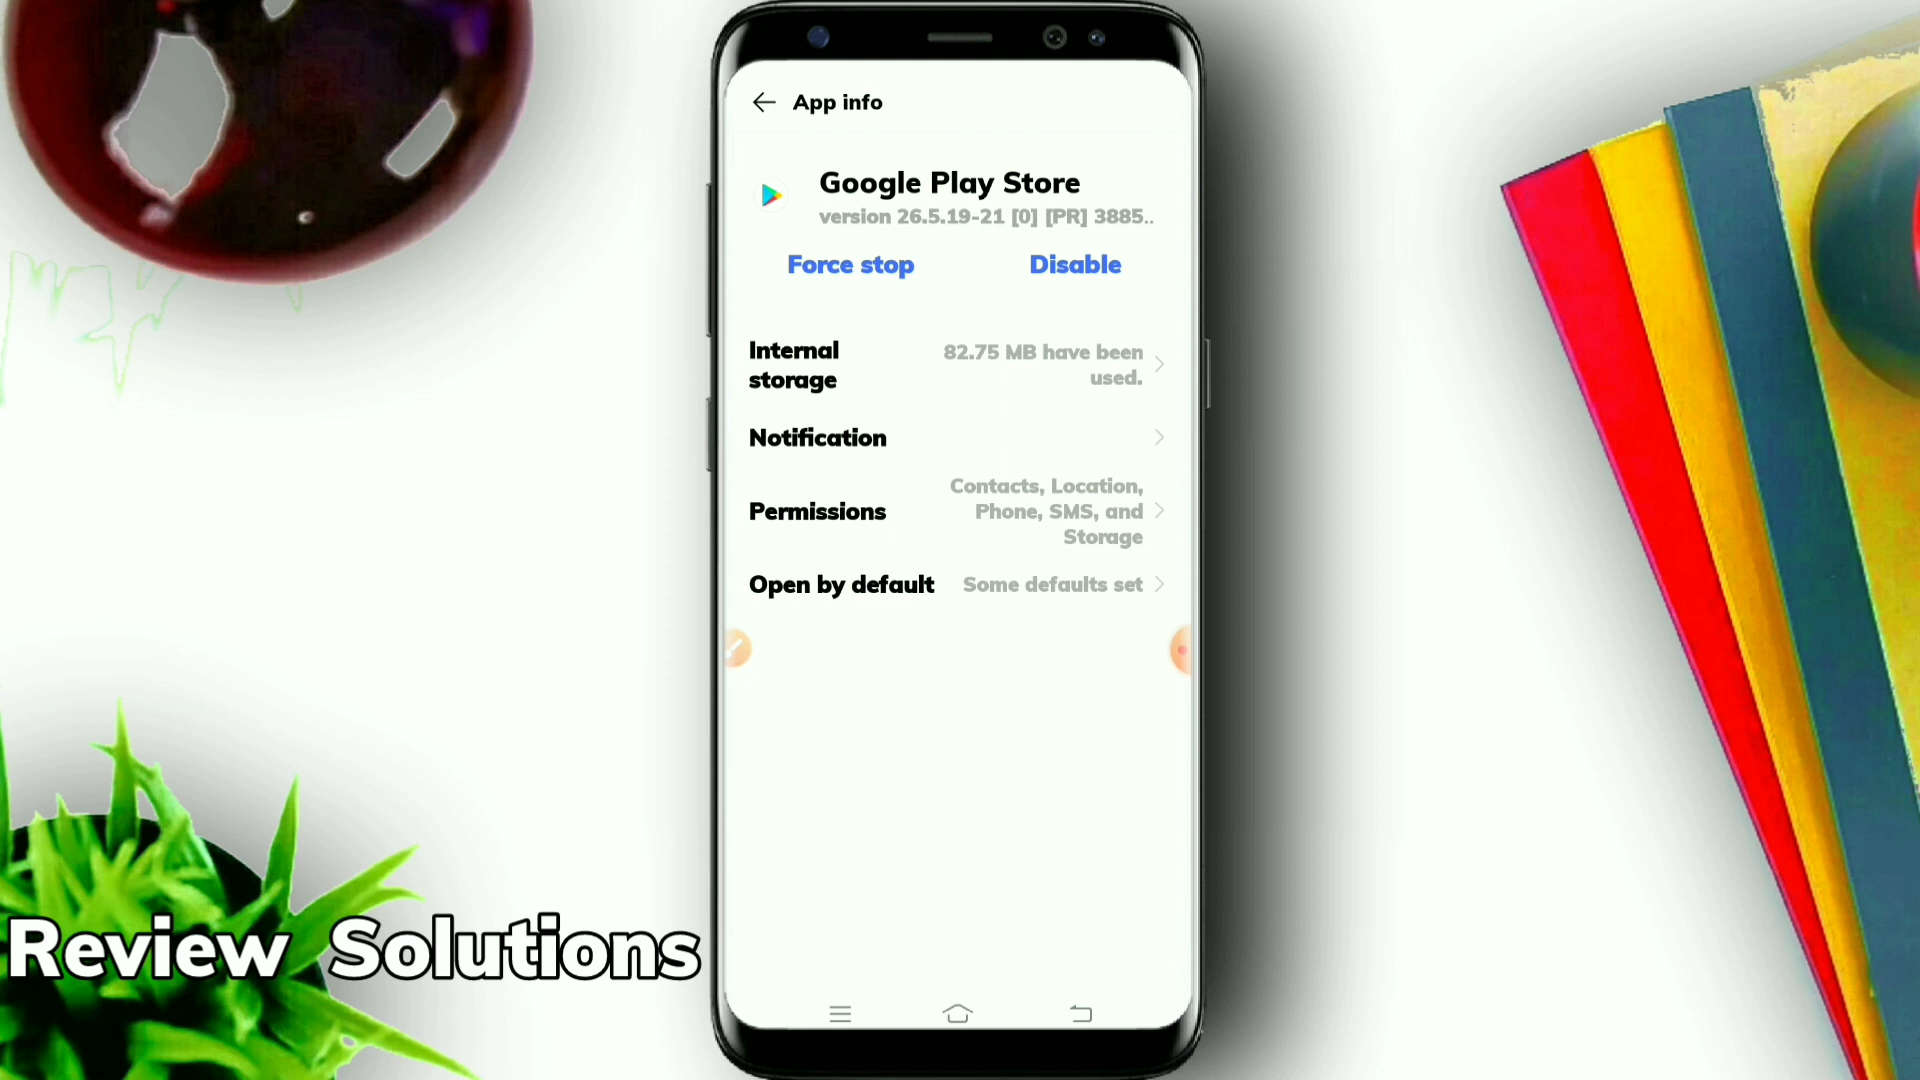 App info
Google Play Store
version 26.5.19-21 [0] [PR] 3885..
Force stop
Disable
Internal
storage
82.75 MB have been
used.
Notification
Permissions
Contacts, Location,
Phone, SMS, and
Storage
Open by default
Some defaults set
Review Solutions